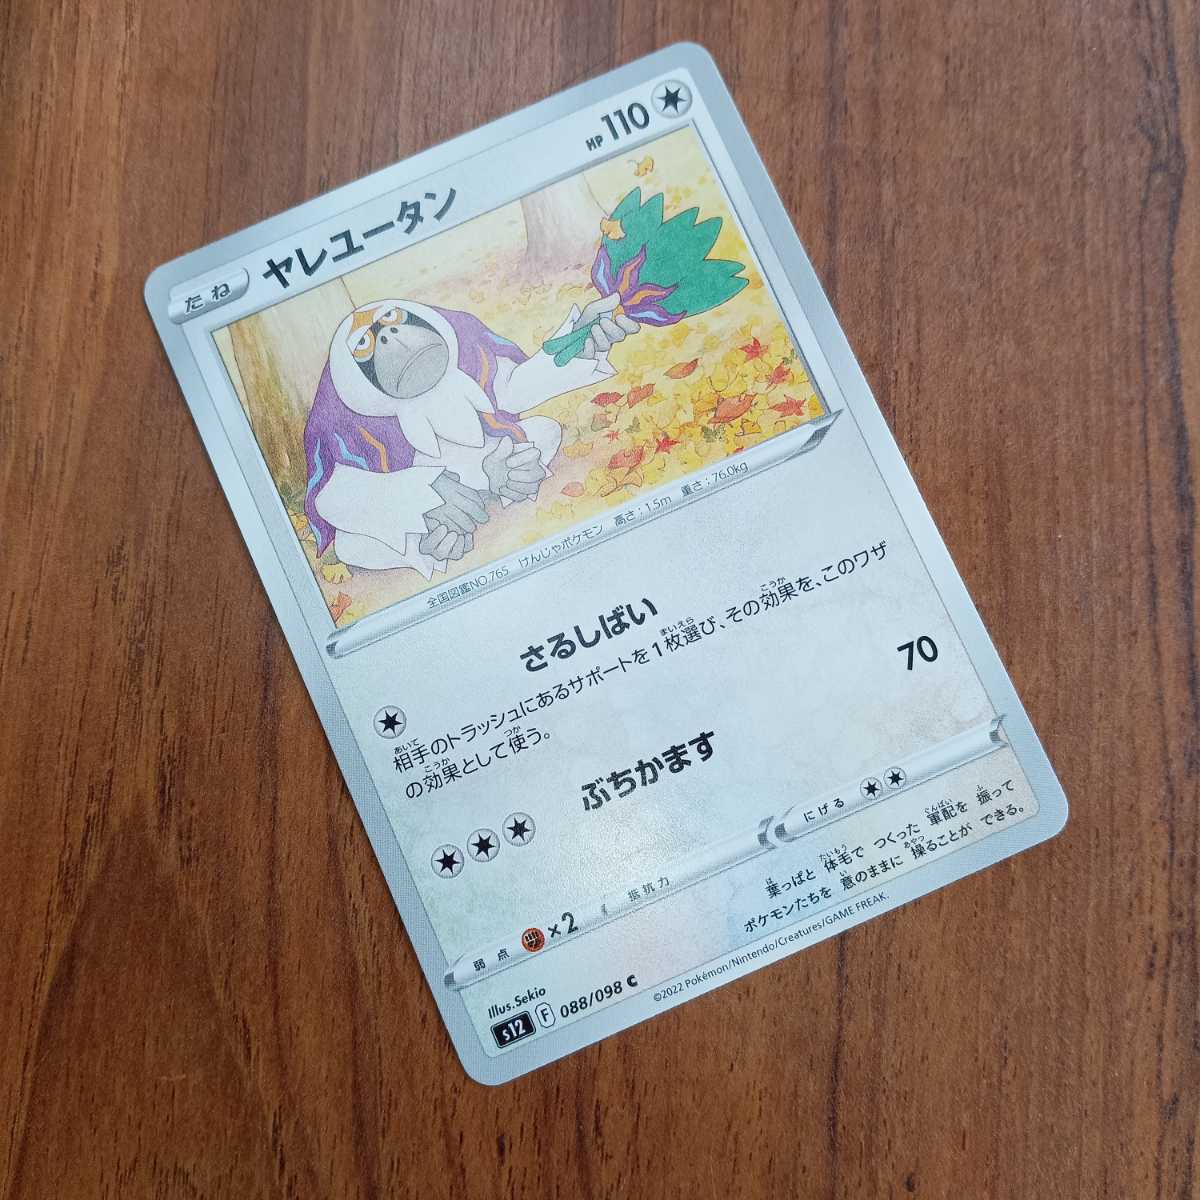 たね ヤレユータン HP 110
全国図鑑NO.765 けんじゃポケモン 高さ:1.5m 重さ:76.0kg
さるしばい
相手のトラッシュにあるサポートを1枚選び、その効果を、このワザ
の効果として使う。
ぶちかます 70
弱点 ×2 抵抗力 にげる
葉っぱと 体毛で つくった 軍配を 振って
ポケモンたちを 意のままに 操ることが できる。
Illus.Sekio
s12 F 088/098 C ©2022 Pokémon/Nintendo/Creatures/GAME FREAK.